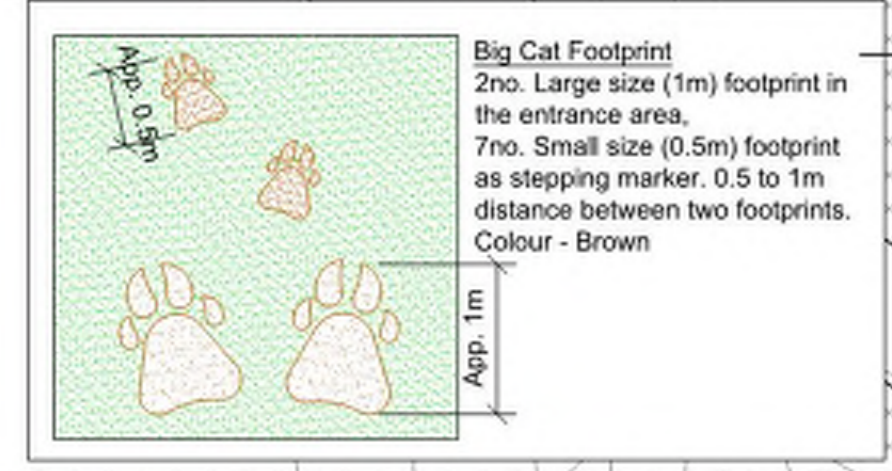 Big Cat Footprint
2no. Large size (1m) footprint in
the entrance area,
7no. Small size (0.5m) footprint
as stepping marker. 0.5 to 1m
distance between two footprints.
Colour - Brown
App. 0.5m
App. 1m